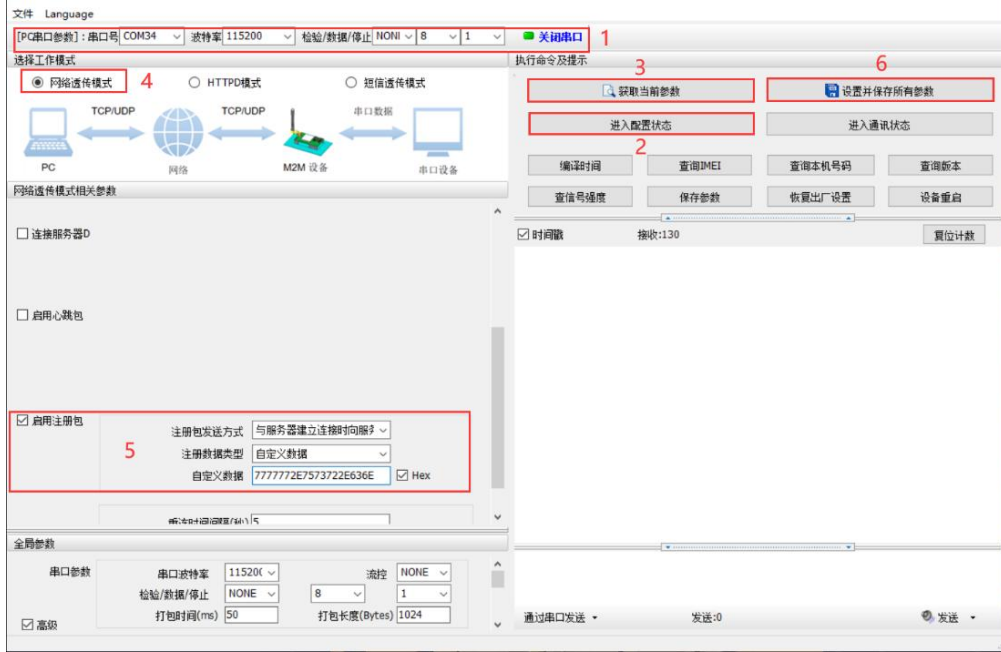 文件 Language
[PC串口参数]：串口号 COM34 波特率 115200 检验/数据/停止 NONI 8 1 关闭串口 1
选择工作模式
4
网络透传模式 HTTPD模式 短信透传模式
TCP/UDP TCP/UDP 串口数据
PC 网络 M2M 设备 串口设备
网络透传模式相关参数
连接服务器D
启用心跳包
启用注册包
5
注册包发送方式 与服务器建立连接时向服务
注册数据类型 自定义数据
自定义数据 7777772E7573722E636E Hex
重连时间间隔(秒) 5
全局参数
串口参数 串口波特率 11520( 流控 NONE
检验/数据/停止 NONE 8 1
打包时间(ms) 50 打包长度(Bytes) 1024
高级
执行命令及提示
3 6
获取当前参数 设置并保存所有参数
进入配置状态 进入通讯状态
2
编译时间 查询IMEI 查询本机号码 查询版本
查信号强度 保存参数 恢复出厂设置 设备重启
时间戳 接收:130 复位计数
通过串口发送 发送:0 发送